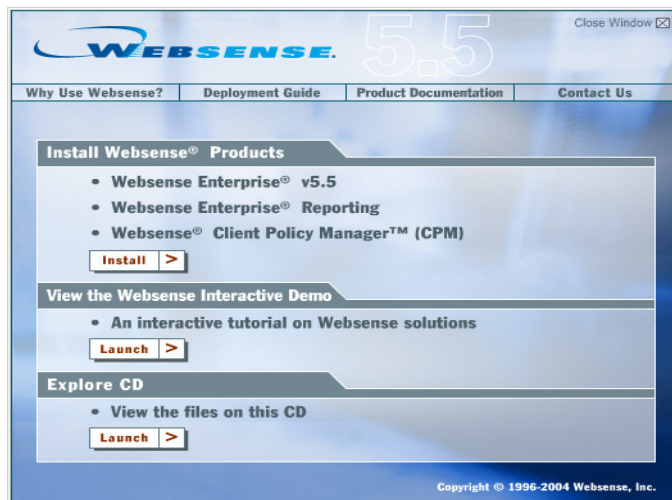 Close Window
WEBSENSE.
5.5
Why Use Websense?
Deployment Guide
Product Documentation
Contact Us
Install Websense® Products
• Websense Enterprise® v5.5
• Websense Enterprise® Reporting
• Websense® Client Policy Manager™ (CPM)
Install >
View the Websense Interactive Demo
• An interactive tutorial on Websense solutions
Launch >
Explore CD
• View the files on this CD
Launch >
Copyright © 1996-2004 Websense, Inc.